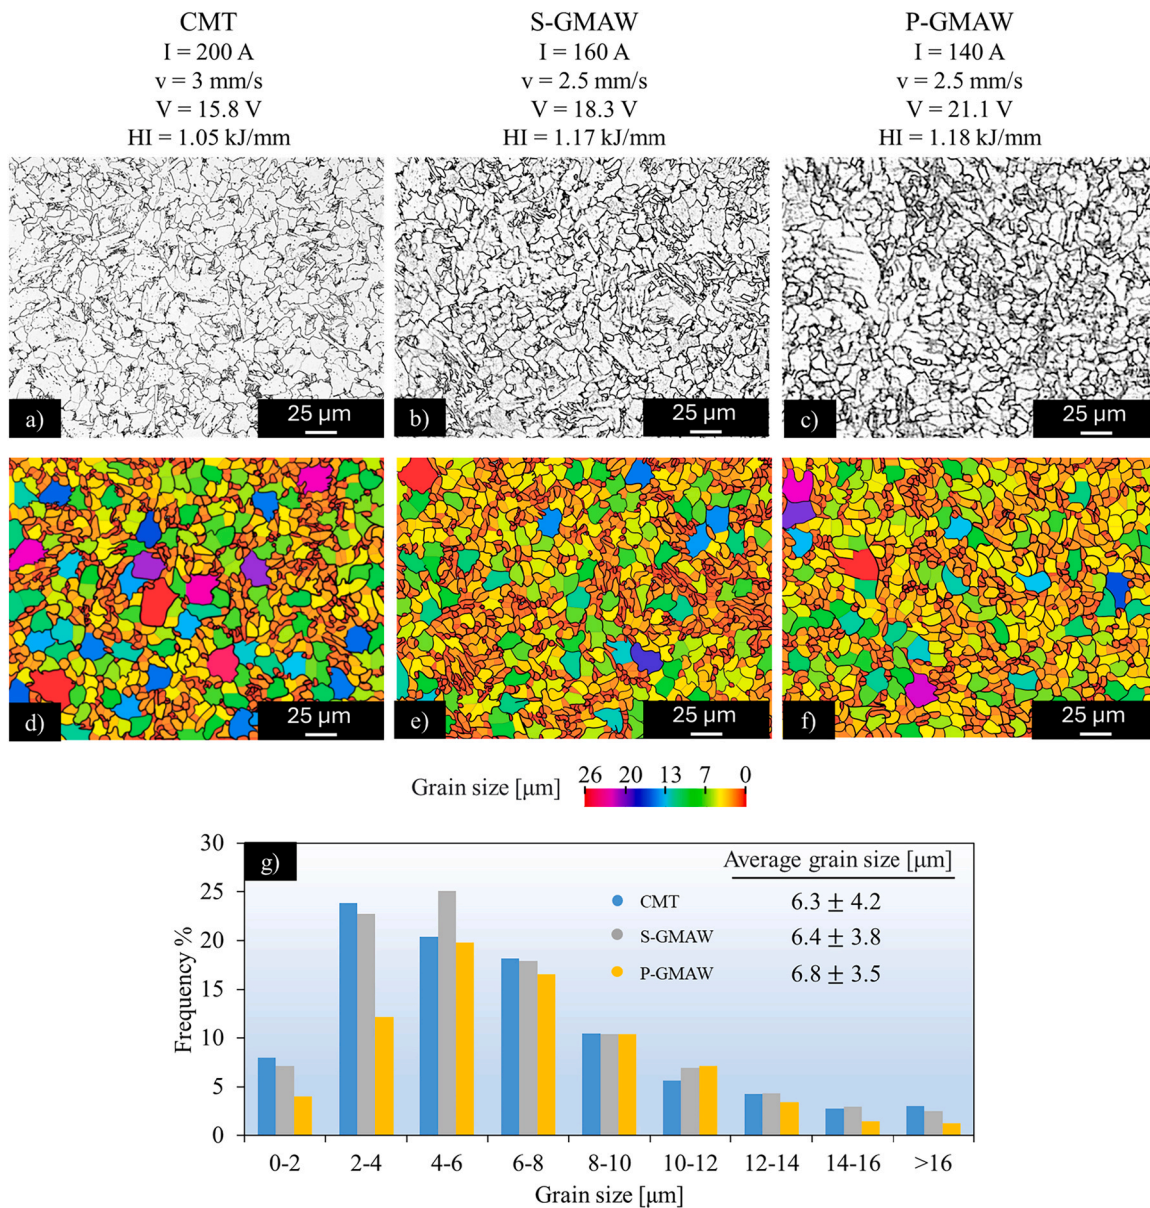 CMT
I = 200 A
v = 3 mm/s
V = 15.8 V
HI = 1.05 kJ/mm
S-GMAW
I = 160 A
v = 2.5 mm/s
V = 18.3 V
HI = 1.17 kJ/mm
P-GMAW
I = 140 A
v = 2.5 mm/s
V = 21.1 V
HI = 1.18 kJ/mm
a)
25 µm
b)
25 µm
c)
25 µm
d)
25 µm
e)
25 µm
f)
25 µm
Grain size [µm]
26 20 13 7 0
g)
Average grain size [µm]
CMT 6.3 ± 4.2
S-GMAW 6.4 ± 3.8
P-GMAW 6.8 ± 3.5
Frequency %
30
25
20
15
10
5
0
0-2 2-4 4-6 6-8 8-10 10-12 12-14 14-16 >16
Grain size [µm]